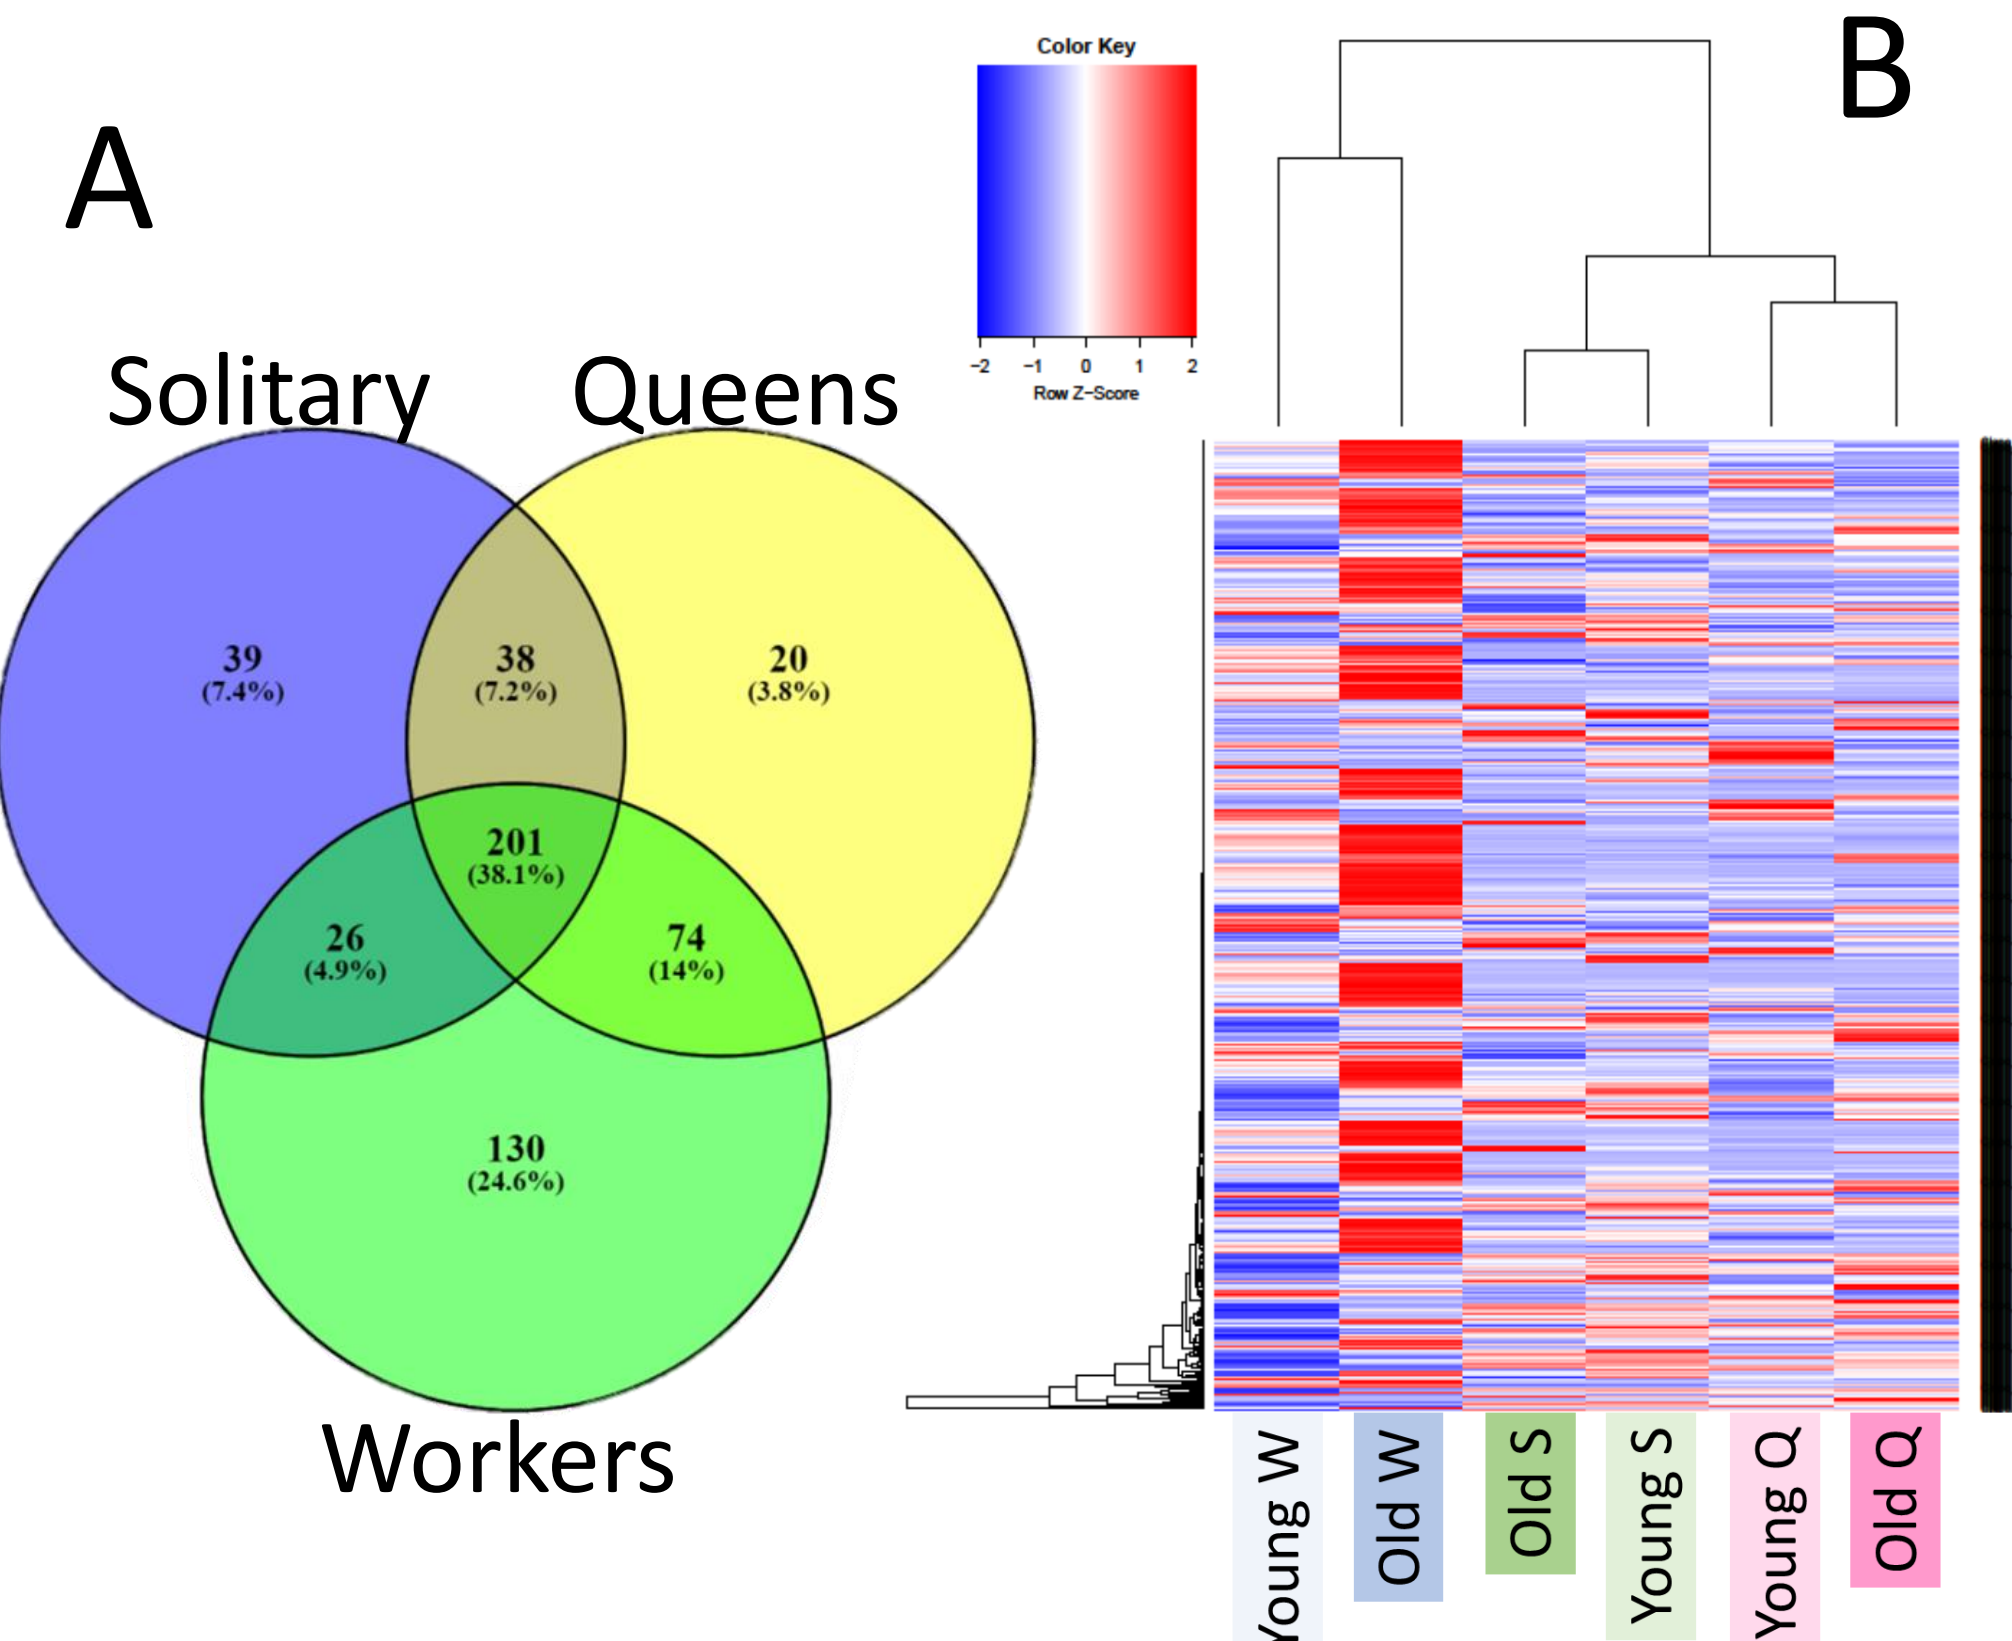 A
B
Color Key
−2 −1 0 1 2
Row Z−Score
Solitary
Queens
39
(7.4%)
38
(7.2%)
20
(3.8%)
201
(38.1%)
26
(4.9%)
74
(14%)
130
(24.6%)
Workers
Young W
Old W
Old S
Young S
Young Q
Old Q